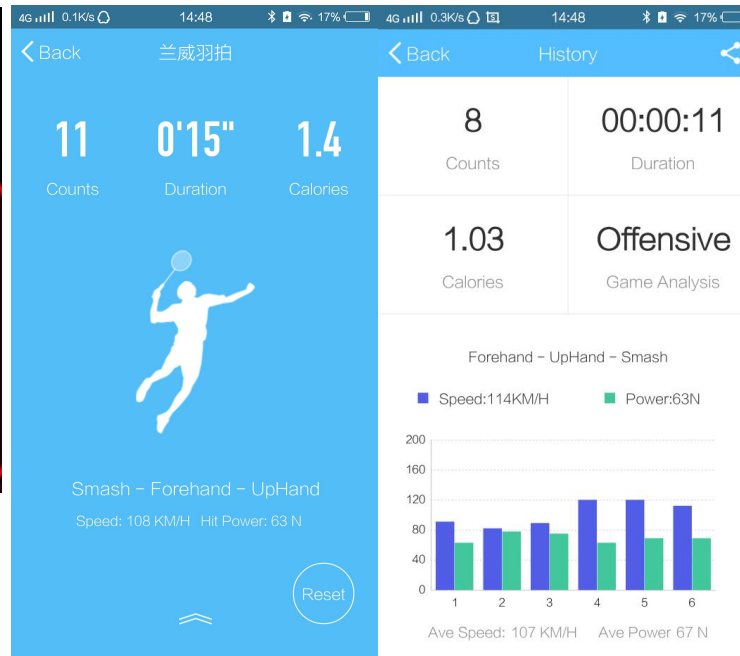 4G 0.1K/s 14:48 17%
Back 兰威羽拍
11 0'15" 1.4
Counts Duration Calories
Smash - Forehand - UpHand
Speed: 108 KM/H Hit Power: 63 N
Reset
4G 0.3K/s 14:48 17%
Back History
8 00:00:11
Counts Duration
1.03 Offensive
Calories Game Analysis
Forehand - UpHand - Smash
Speed:114KM/H Power:63N
200
160
120
80
40
0
1 2 3 4 5 6
Ave Speed: 107 KM/H Ave Power 67 N